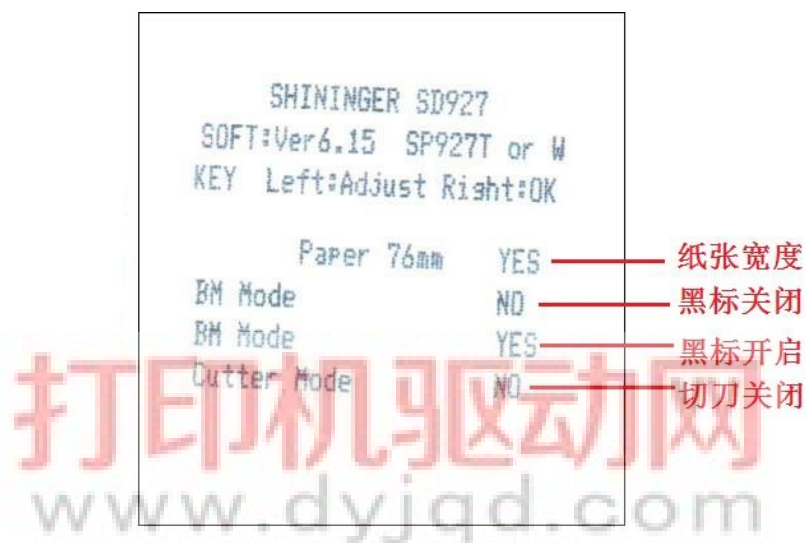 SHININGER SD927
SOFT:Ver6.15 SP927T or W
KEY Left:Adjust Right:OK
Paper 76mm YES 纸张宽度
BM Mode NO 黑标关闭
BM Mode YES 黑标开启
Cutter Mode NO 切刀关闭
打印机驱动网
www.dyjqd.com